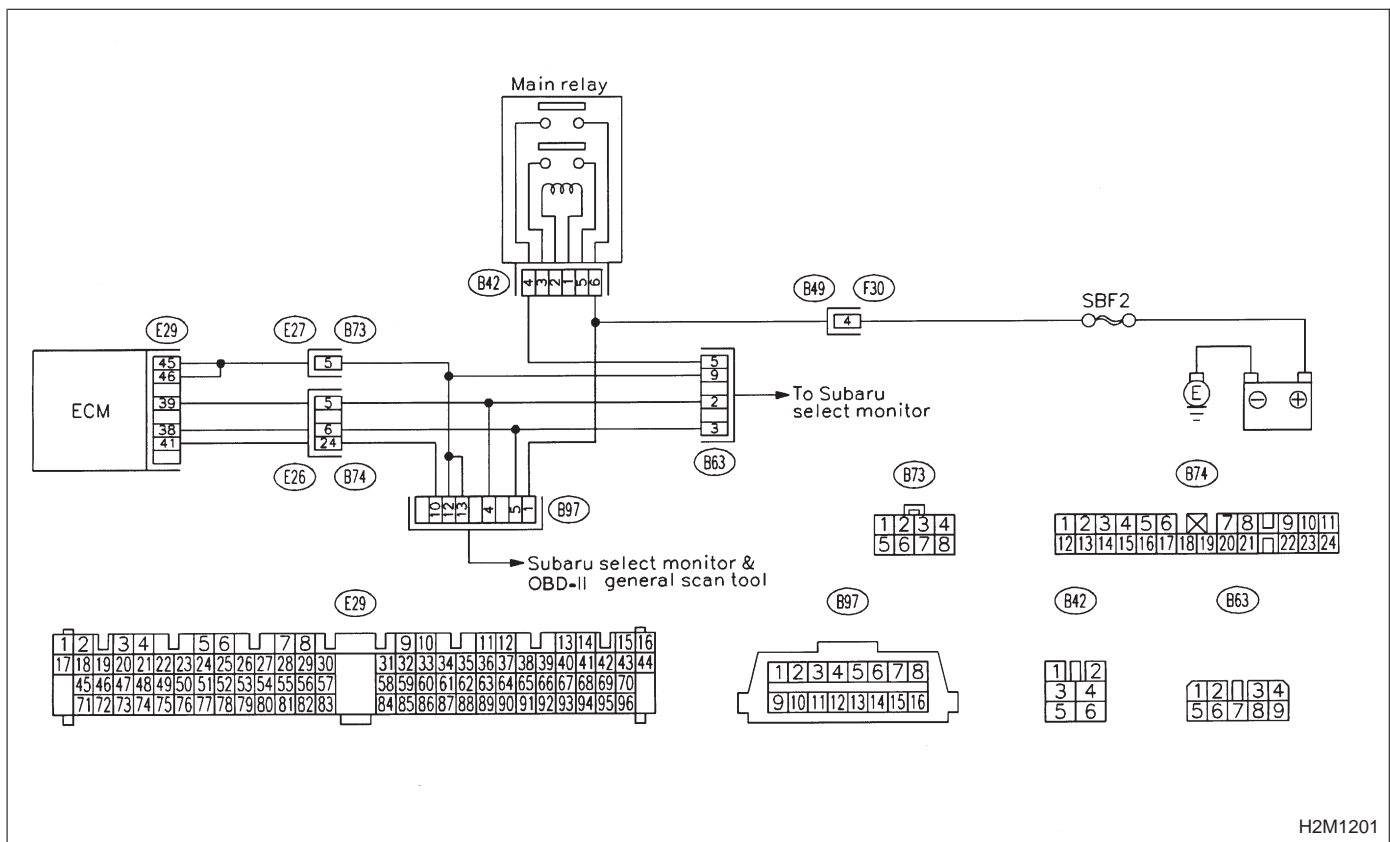 Main relay
B42
4 3 2 1 5 6
B49 F30
4
SBF2
E29
E27 B73
45
46
39
38
41
ECM
5
5
6
24
E26 B74
5
9
2
3
B63
To Subaru
select monitor
E
⊖ ⊕
10 12 13 4 5 1
B97
Subaru select monitor &
OBD-II general scan tool
B73
1 2 3 4
5 6 7 8
B74
1 2 3 4 5 6 7 8 9 10 11
12 13 14 15 16 17 18 19 20 21 22 23 24
E29
1 2 3 4 5 6 7 8 9 10 11 12 13 14 15 16
17 18 19 20 21 22 23 24 25 26 27 28 29 30 31 32 33 34 35 36 37 38 39 40 41 42 43 44
45 46 47 48 49 50 51 52 53 54 55 56 57 58 59 60 61 62 63 64 65 66 67 68 69 70
71 72 73 74 75 76 77 78 79 80 81 82 83 84 85 86 87 88 89 90 91 92 93 94 95 96
B97
1 2 3 4 5 6 7 8
9 10 11 12 13 14 15 16
B42
1 2
3 4
5 6
B63
1 2 3 4
5 6 7 8 9
H2M1201